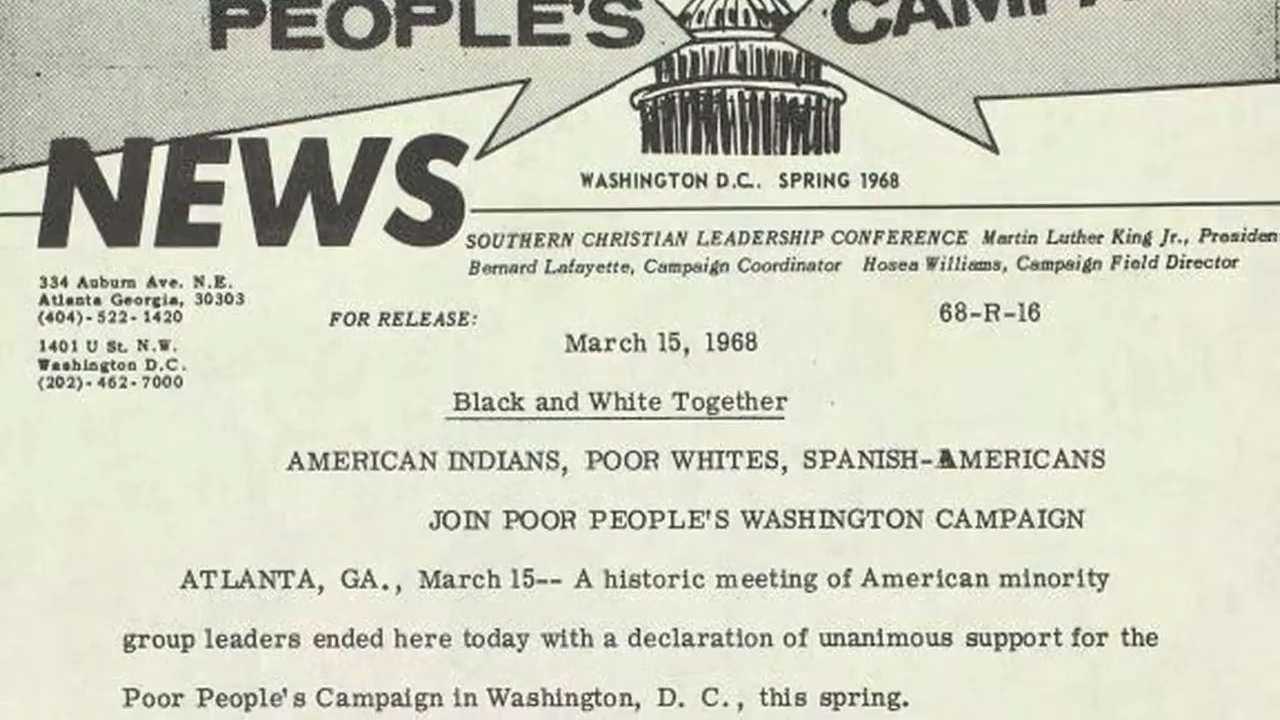 PEOPLE'S CAMPA
NEWS
WASHINGTON D.C. SPRING 1968
SOUTHERN CHRISTIAN LEADERSHIP CONFERENCE Martin Luther King Jr., Presiden
Bernard Lafayette, Campaign Coordinator Hosea Williams, Campaign Field Director
334 Auburn Ave. N.E.
Atlanta Georgia, 30303
(404)-522-1420
1401 U St. N.W.
Washington D.C.
(202)-462-7000
FOR RELEASE:
68-R-16
March 15, 1968
Black and White Together
AMERICAN INDIANS, POOR WHITES, SPANISH-AMERICANS
JOIN POOR PEOPLE'S WASHINGTON CAMPAIGN
ATLANTA, GA., March 15-- A historic meeting of American minority
group leaders ended here today with a declaration of unanimous support for the
Poor People's Campaign in Washington, D. C., this spring.